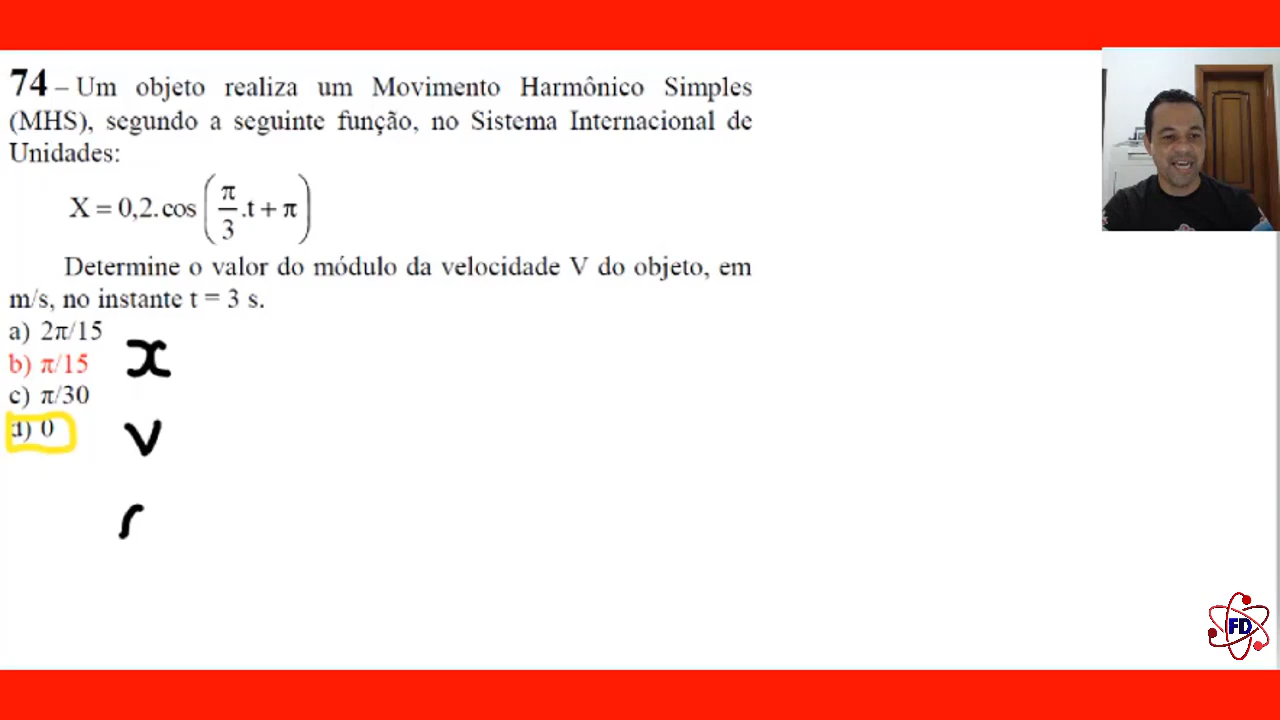 74 – Um objeto realiza um Movimento Harmônico Simples
(MHS), segundo a seguinte função, no Sistema Internacional de
Unidades:
X = 0,2.cos(π/3 .t + π)
Determine o valor do módulo da velocidade V do objeto, em
m/s, no instante t = 3 s.
a) 2π/15
b) π/15
c) π/30
d) 0
x
v
FD